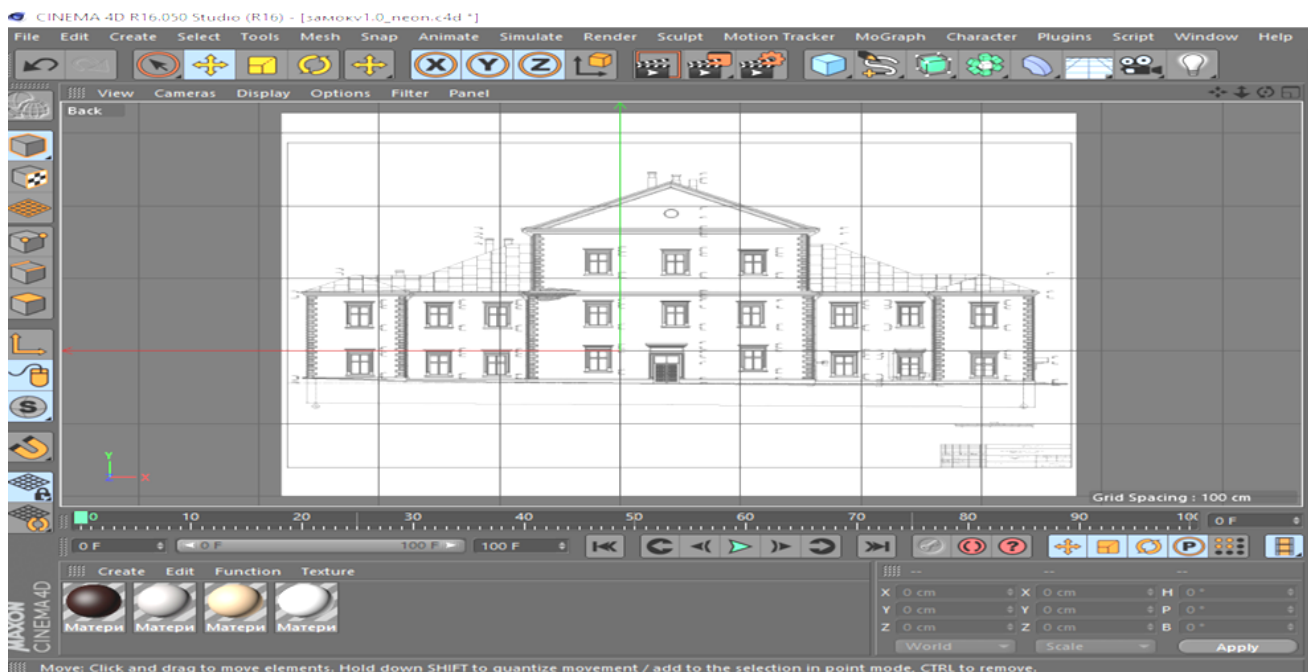 CINEMA 4D R16.050 Studio (R16) - [замокv1.0_neon.c4d *]
File Edit Create Select Tools Mesh Snap Animate Simulate Render Sculpt Motion Tracker MoGraph Character Plugins Script Window Help
View Cameras Display Options Filter Panel
Back
Y
X
Grid Spacing : 100 cm
0 10 20 30 40 50 60 70 80 90 0 F
0 F 0 F 100 F 100 F
Create Edit Function Texture
-- -- --
X 0 cm X 0 cm H 0°
Y 0 cm Y 0 cm P 0°
Z 0 cm Z 0 cm B 0°
World Scale Apply
Матери Матери Матери Матери
MAXON
CINEMA 4D
Move: Click and drag to move elements. Hold down SHIFT to quantize movement / add to the selection in point mode, CTRL to remove.